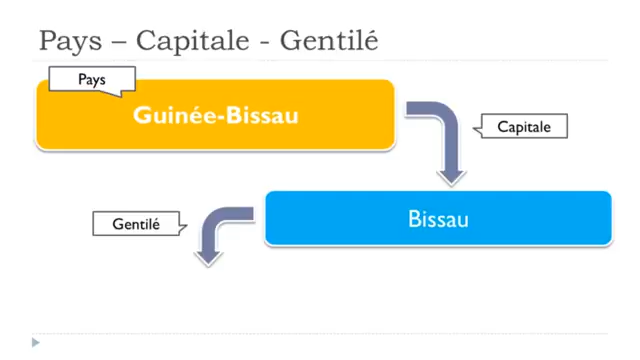 Pays – Capitale - Gentilé
Pays
Guinée-Bissau
Capitale
Bissau
Gentilé